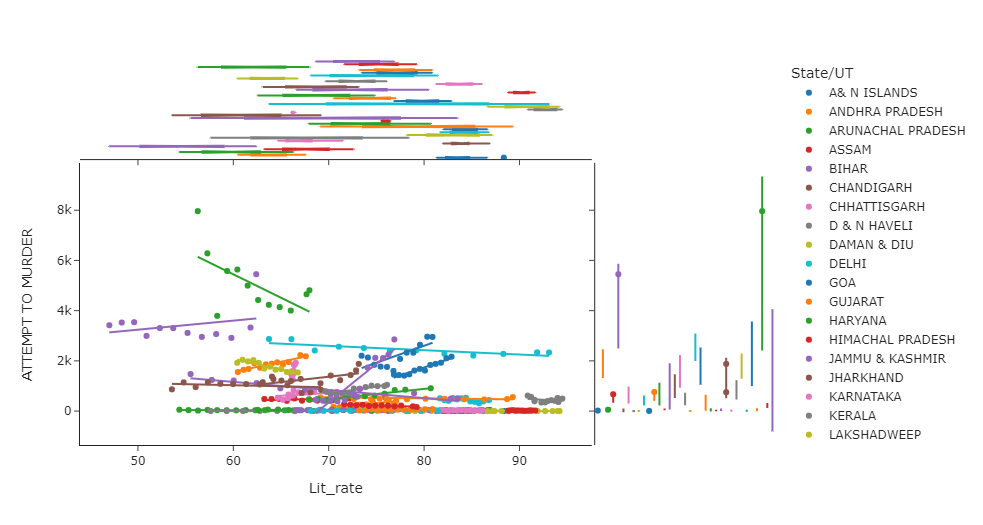 State/UT
A& N ISLANDS
ANDHRA PRADESH
ARUNACHAL PRADESH
ASSAM
BIHAR
CHANDIGARH
CHHATTISGARH
D & N HAVELI
DAMAN & DIU
DELHI
GOA
GUJARAT
HARYANA
HIMACHAL PRADESH
JAMMU & KASHMIR
JHARKHAND
KARNATAKA
KERALA
LAKSHADWEEP
ATTEMPT TO MURDER
8k
6k
4k
2k
0
50 60 70 80 90
Lit_rate